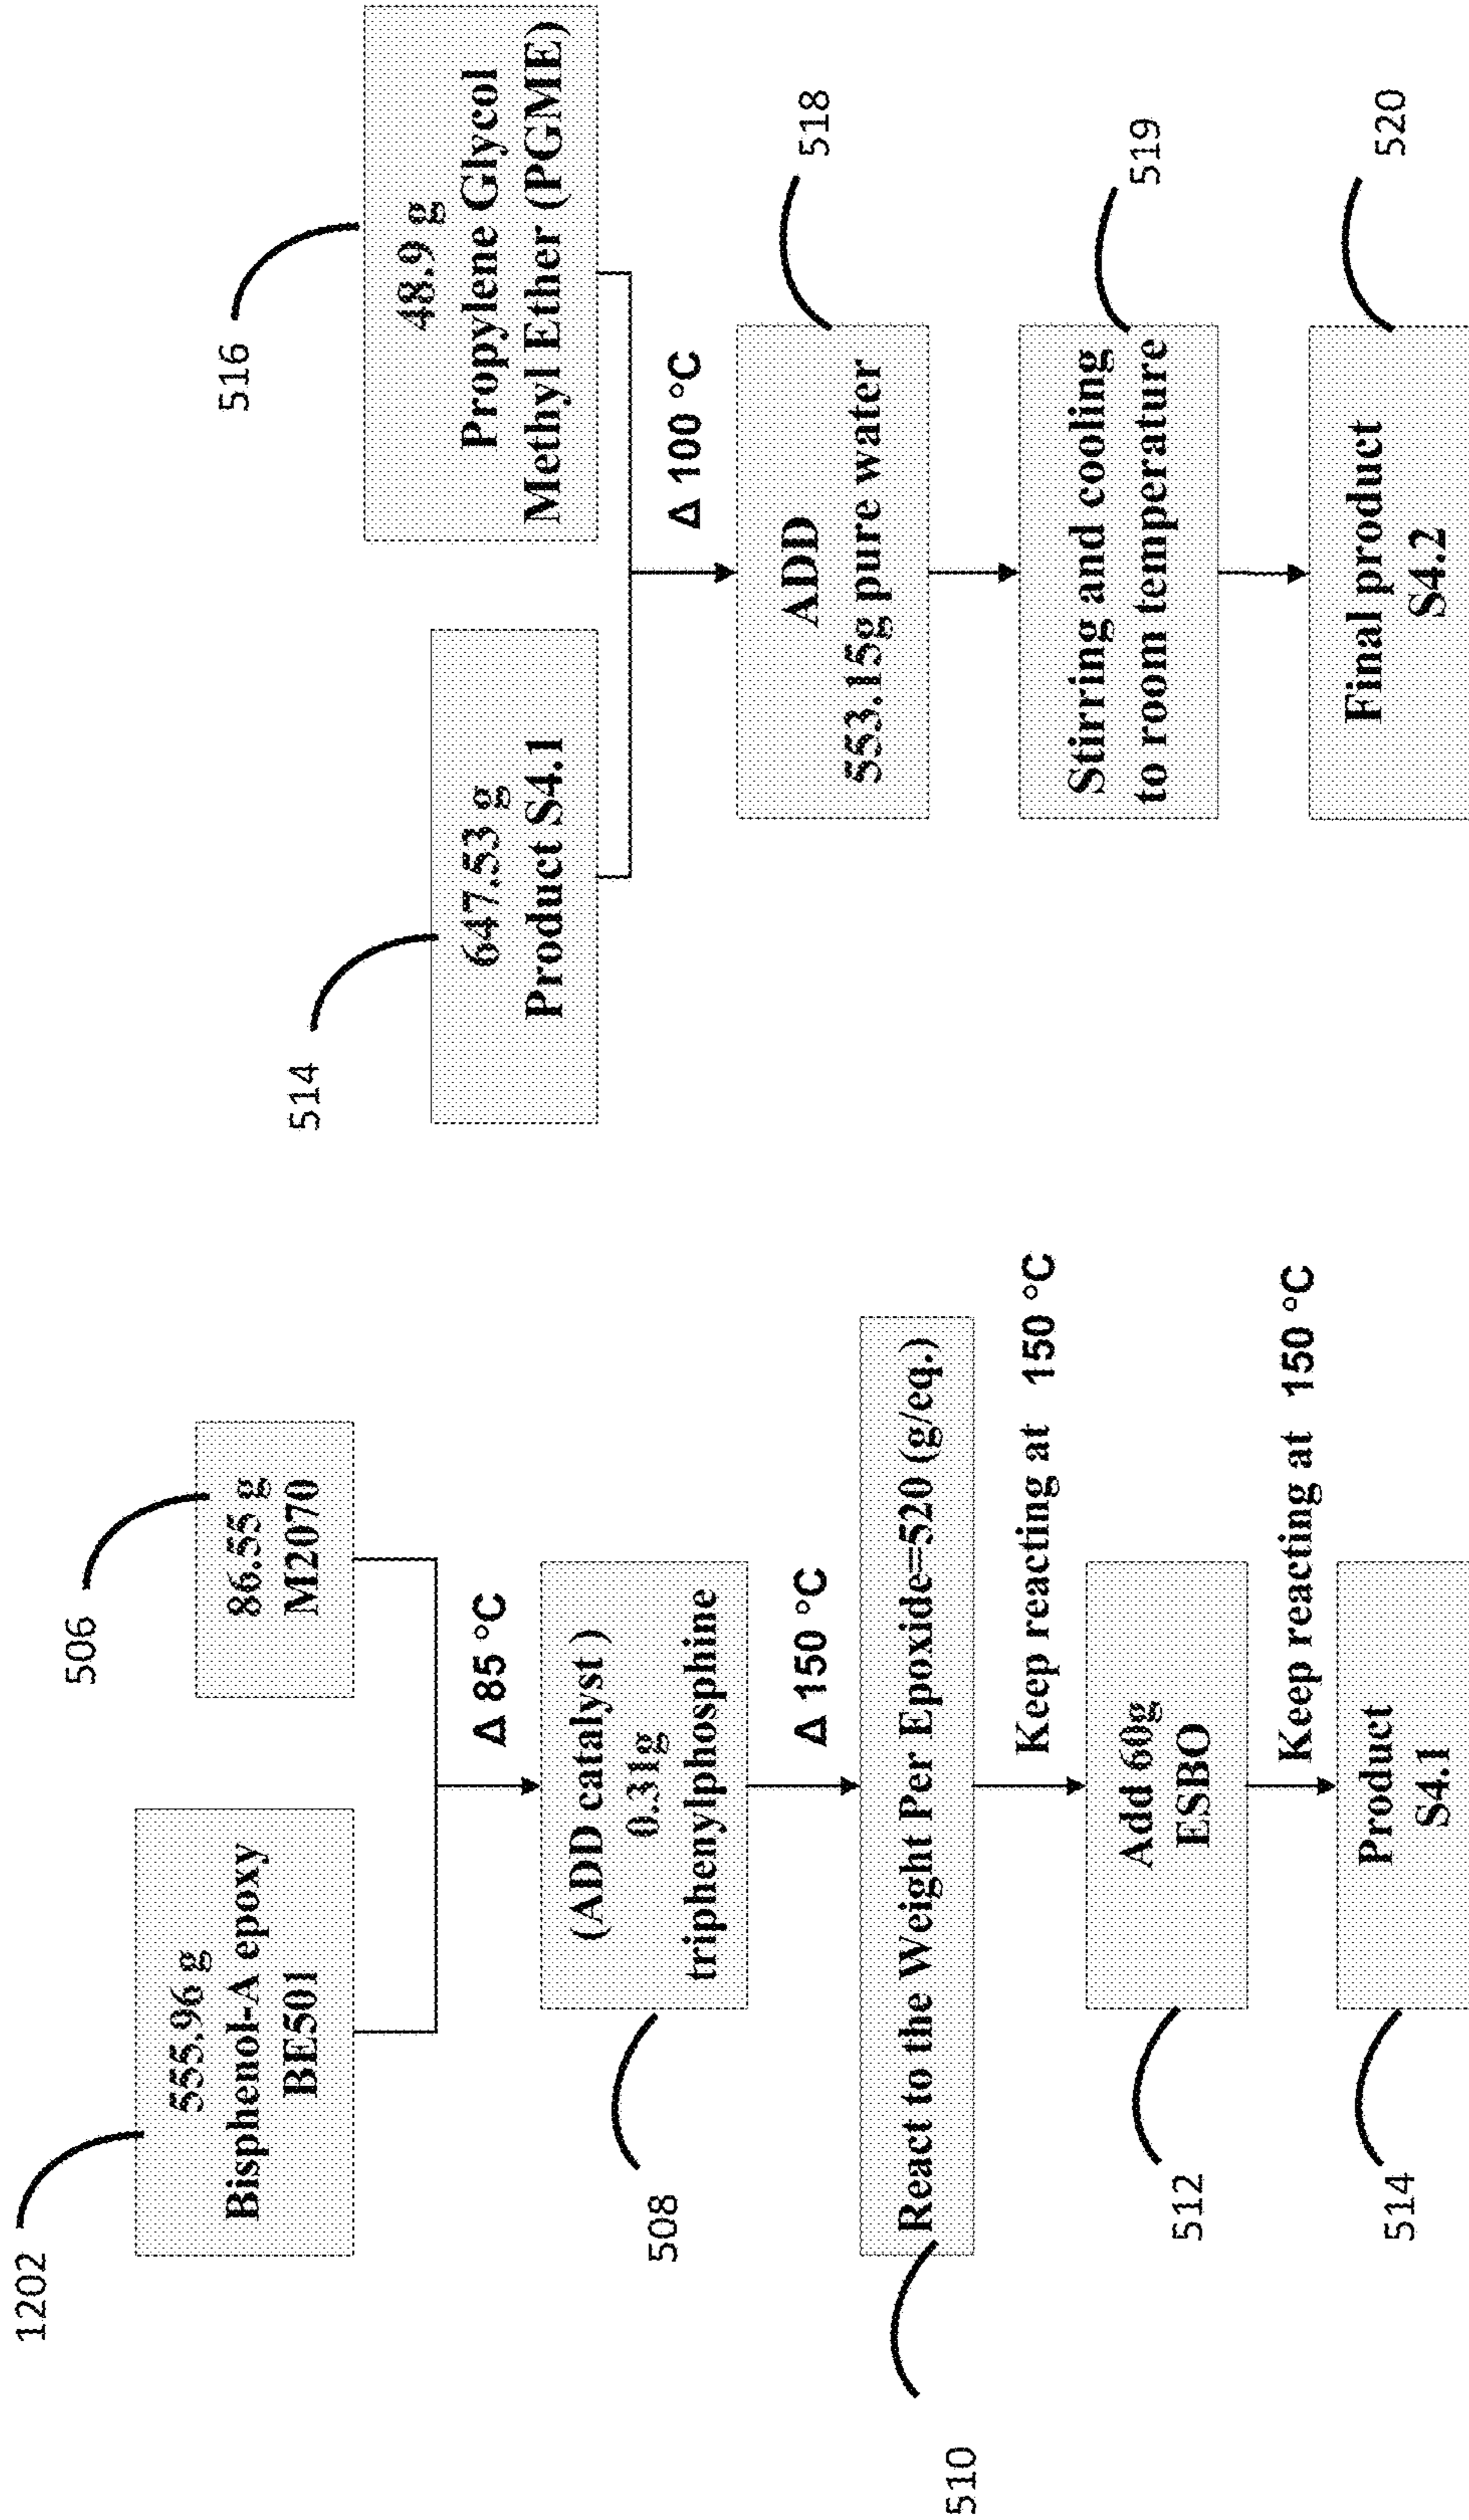 1202
555.96 g
Bisphenol-A epoxy
BE501
506
86.55 g
M2070
Δ 85 °C
508
(ADD catalyst )
0.31g
triphenylphosphine
Δ 150 °C
510
React to the Weight Per Epoxide=520 (g/eq.)
Keep reacting at 150 °C
512
Add 60g
ESBO
Keep reacting at 150 °C
514
Product
S4.1
514
647.53 g
Product S4.1
516
48.9 g
Propylene Glycol
Methyl Ether (PGME)
Δ 100 °C
518
ADD
553.15g pure water
519
Stirring and cooling
to room temperature
520
Final product
S4.2